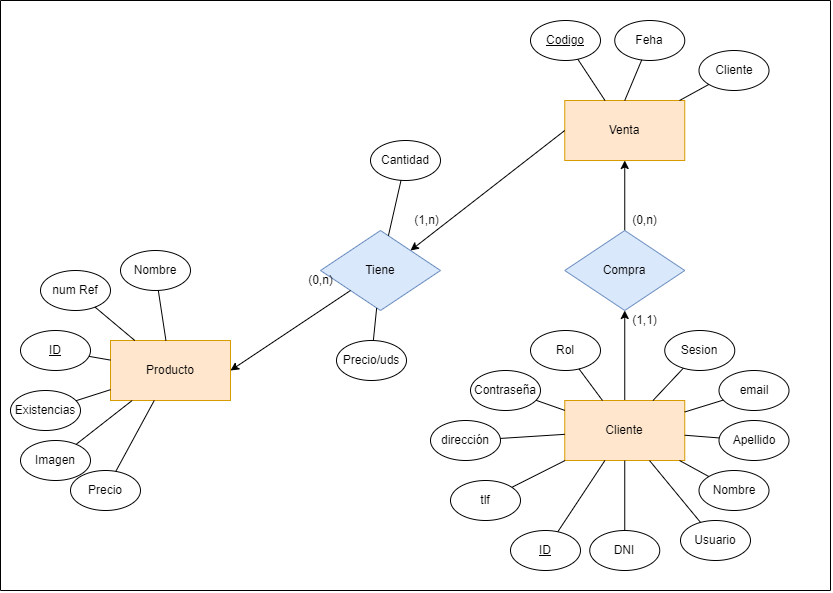 Codigo
Feha
Cliente
Venta
Cantidad
(1,n)
(0,n)
Tiene
Compra
Nombre
num Ref
(0,n)
(1,1)
ID
Producto
Precio/uds
Rol
Sesion
Existencias
Contraseña
email
Imagen
dirección
Cliente
Apellido
Precio
tlf
Nombre
ID
DNI
Usuario